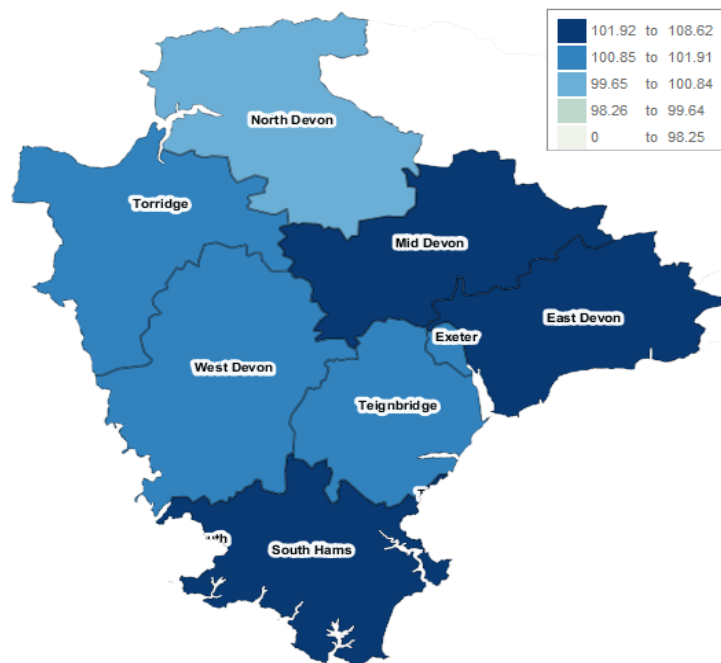 101.92 to 108.62
100.85 to 101.91
99.65 to 100.84
98.26 to 99.64
0 to 98.25
North Devon
Torridge
Mid Devon
East Devon
Exeter
West Devon
Teignbridge
South Hams